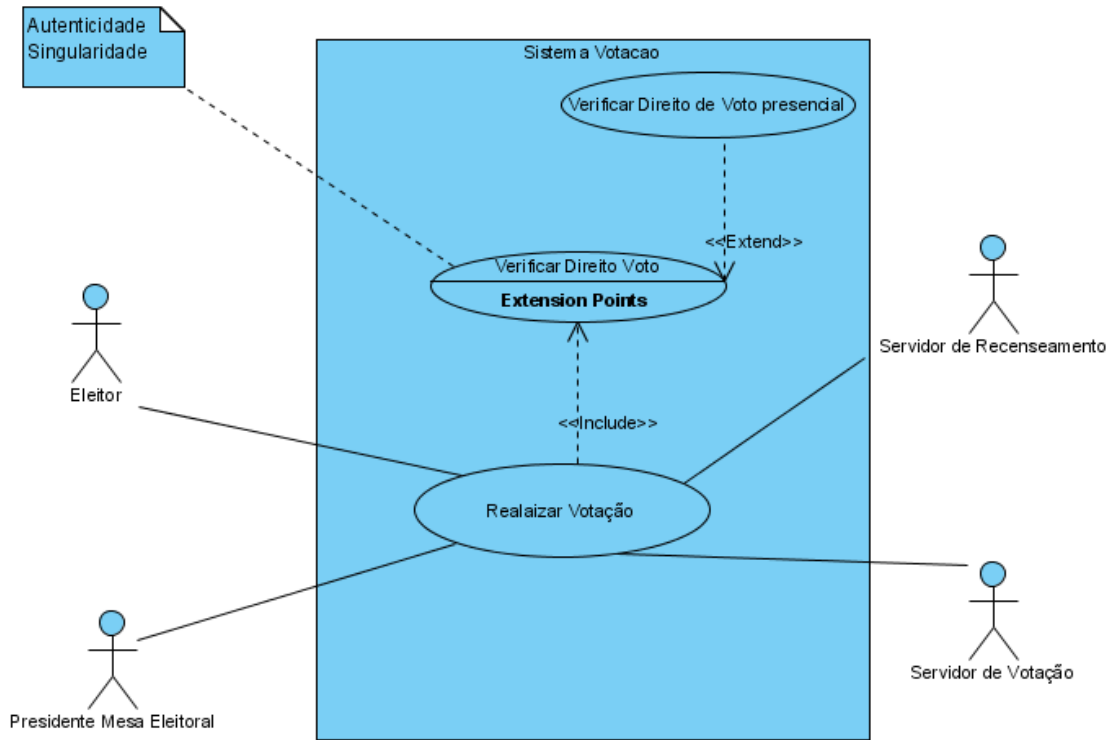 Autenticidade
Singularidade
Sistema Votacao
Verificar Direito de Voto presencial
<<Extend>>
Verificar Direito Voto
Extension Points
Servidor de Recenseamento
Eleitor
<<Include>>
Realaizar Votação
Servidor de Votação
Presidente Mesa Eleitoral